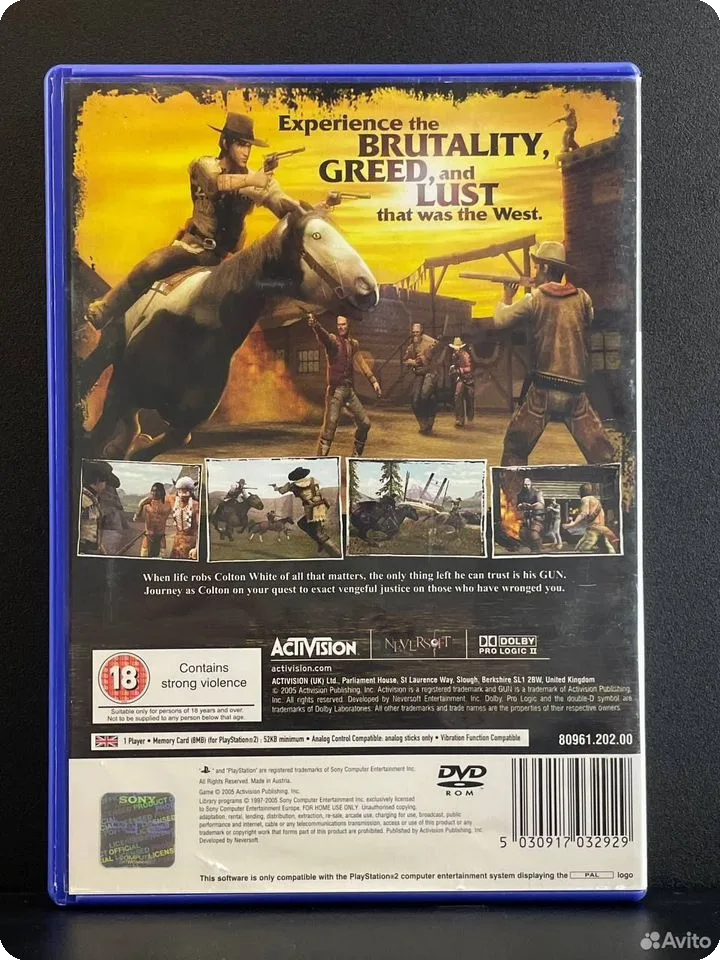 Experience the
BRUTALITY,
GREED, and
LUST
that was the West.
When life robs Colton White of all that matters, the only thing left he can trust is his GUN.
Journey as Colton on your quest to exact vengeful justice on those who have wronged you.
ACTIVISION
NEVERSOFT
DOLBY
PRO LOGIC II
activision.com
ACTIVISION (UK) Ltd., Parliament House, St Laurence Way, Slough, Berkshire SL1 2BW, United Kingdom
© 2005 Activision Publishing, Inc. Activision is a registered trademark and GUN is a trademark of Activision Publishing,
Inc. All rights reserved. Developed by Neversoft Entertainment, Inc. Dolby, Pro Logic and the double-D symbol are
trademarks of Dolby Laboratories. All other trademarks and trade names are the properties of their respective owners.
18
Contains
strong violence
Suitable only for persons of 18 years and over.
Not to be supplied to any person below that age.
1 Player • Memory Card (8MB) (for PlayStation®2) : 52KB minimum • Analog Control Compatible: analog sticks only • Vibration Function Compatible
80961.202.00
" and "PlayStation" are registered trademarks of Sony Computer Entertainment Inc.
All Rights Reserved. Made in Austria.
Game © 2005 Activision Publishing, Inc.
Library programs © 1997-2005 Sony Computer Entertainment Inc. exclusively licensed
to Sony Computer Entertainment Europe. FOR HOME USE ONLY. Unauthorised copying,
adaptation, rental, lending, distribution, extraction, re-sale, arcade use, charging for use, broadcast, public
performance and internet, cable or any telecommunications transmission, access or use of this product or any
trademark or copyright work that forms part of this product are prohibited. Published by Activision Publishing, Inc
Developed by Neversoft.
DVD
ROM
SONY
5 030917 032929
This software is only compatible with the PlayStation®2 computer entertainment system displaying the PAL logo
Avito